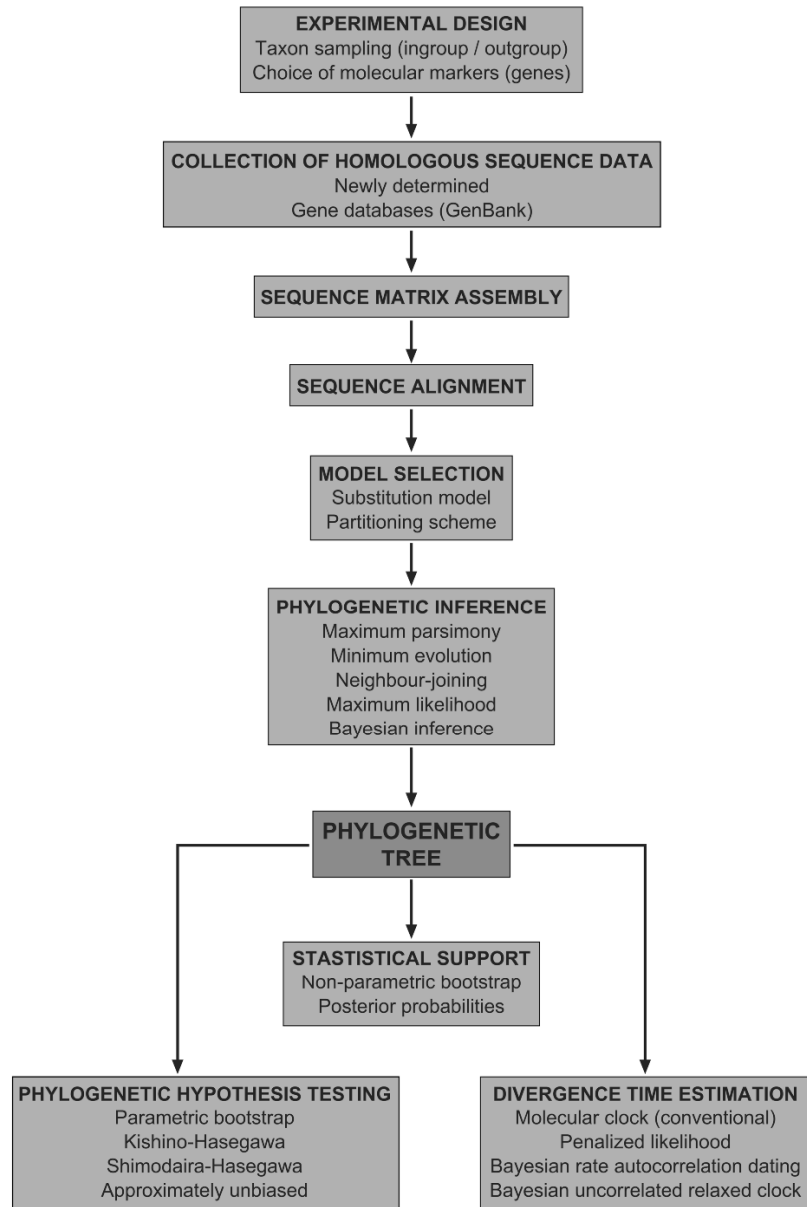 EXPERIMENTAL DESIGN
Taxon sampling (ingroup / outgroup)
Choice of molecular markers (genes)
COLLECTION OF HOMOLOGOUS SEQUENCE DATA
Newly determined
Gene databases (GenBank)
SEQUENCE MATRIX ASSEMBLY
SEQUENCE ALIGNMENT
MODEL SELECTION
Substitution model
Partitioning scheme
PHYLOGENETIC INFERENCE
Maximum parsimony
Minimum evolution
Neighbour-joining
Maximum likelihood
Bayesian inference
PHYLOGENETIC
TREE
STASTISTICAL SUPPORT
Non-parametric bootstrap
Posterior probabilities
PHYLOGENETIC HYPOTHESIS TESTING
Parametric bootstrap
Kishino-Hasegawa
Shimodaira-Hasegawa
Approximately unbiased
DIVERGENCE TIME ESTIMATION
Molecular clock (conventional)
Penalized likelihood
Bayesian rate autocorrelation dating
Bayesian uncorrelated relaxed clock